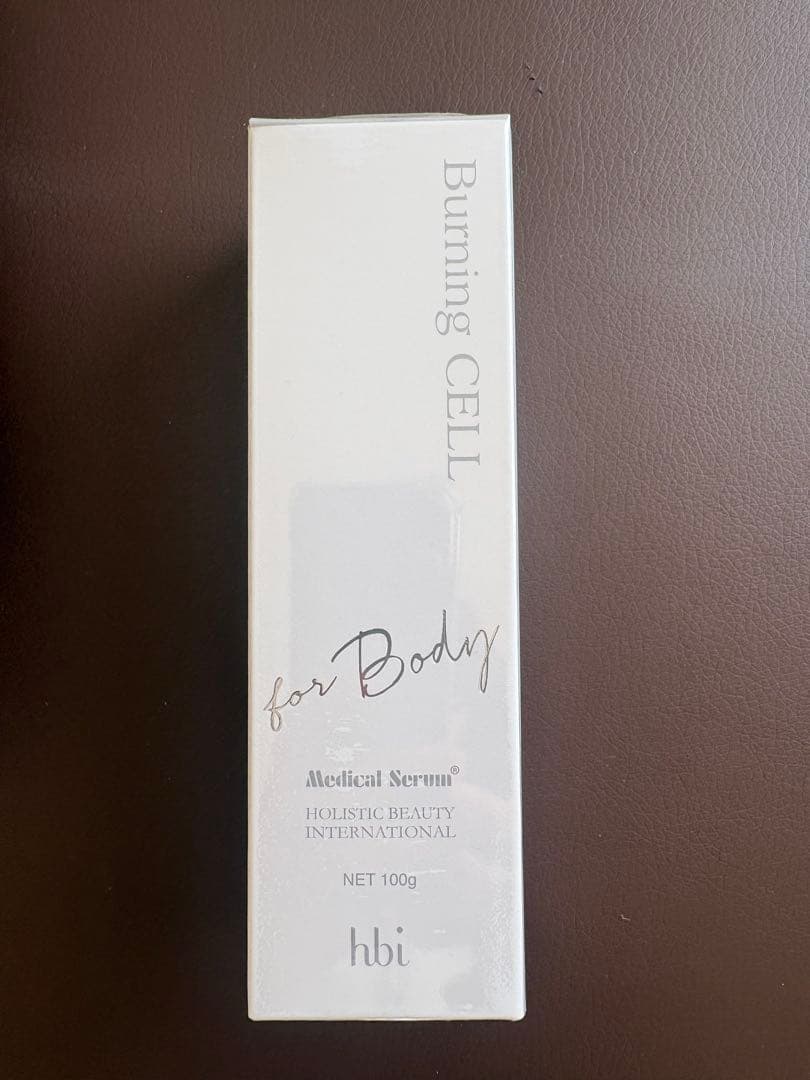 Burning CELL
for Body
Medical Serum®
HOLISTIC BEAUTY
INTERNATIONAL
NET 100g
hbi